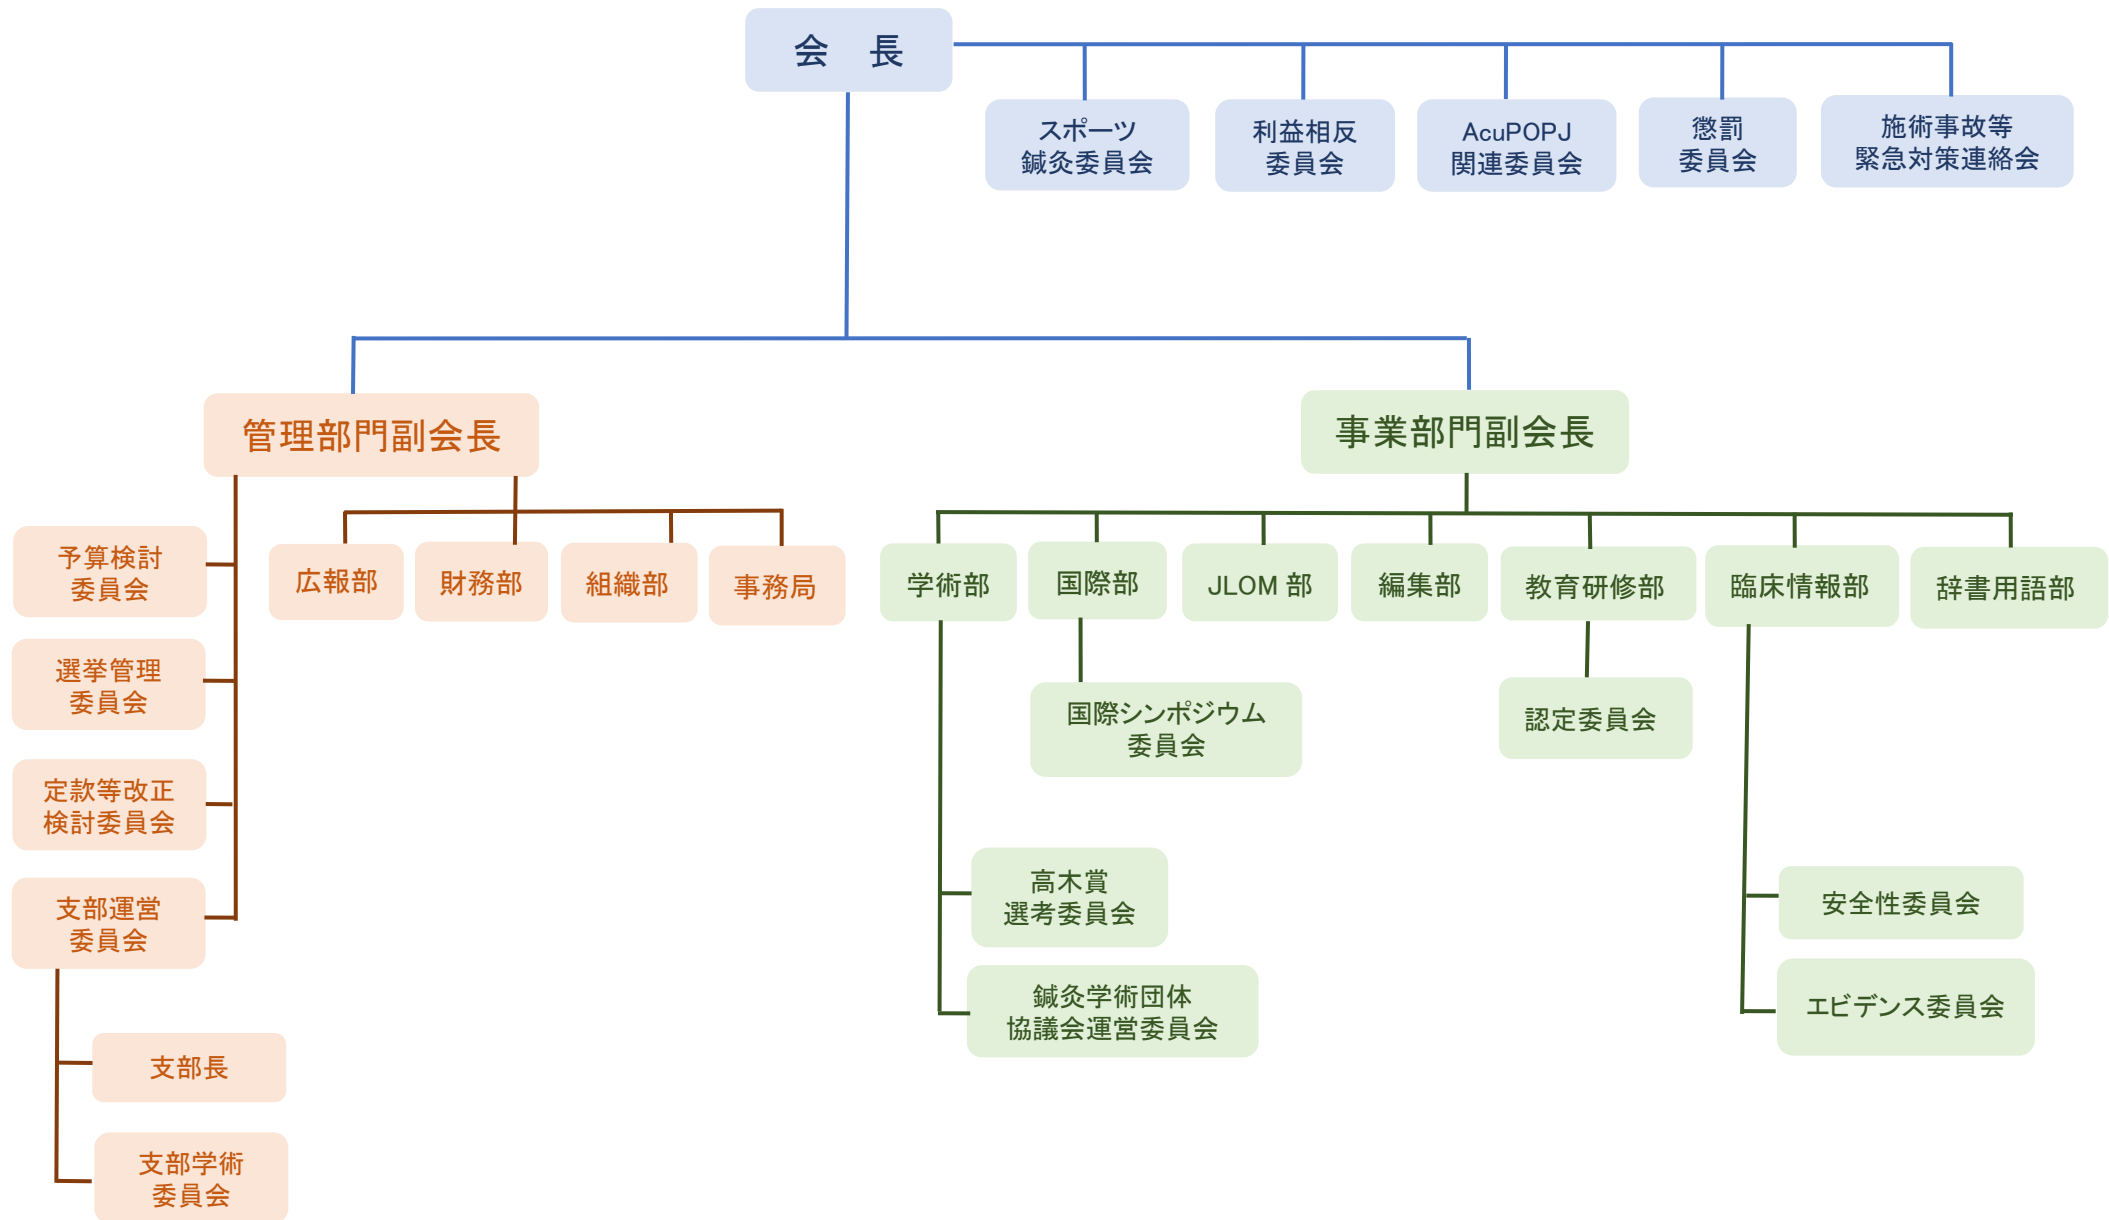 会　長
スポーツ
鍼灸委員会
利益相反
委員会
AcuPOPJ
関連委員会
懲罰
委員会
施術事故等
緊急対策連絡会
管理部門副会長
事業部門副会長
予算検討
委員会
選挙管理
委員会
定款等改正
検討委員会
支部運営
委員会
支部長
支部学術
委員会
広報部
財務部
組織部
事務局
学術部
国際部
JLOM 部
編集部
教育研修部
臨床情報部
辞書用語部
国際シンポジウム
委員会
認定委員会
高木賞
選考委員会
鍼灸学術団体
協議会運営委員会
安全性委員会
エビデンス委員会